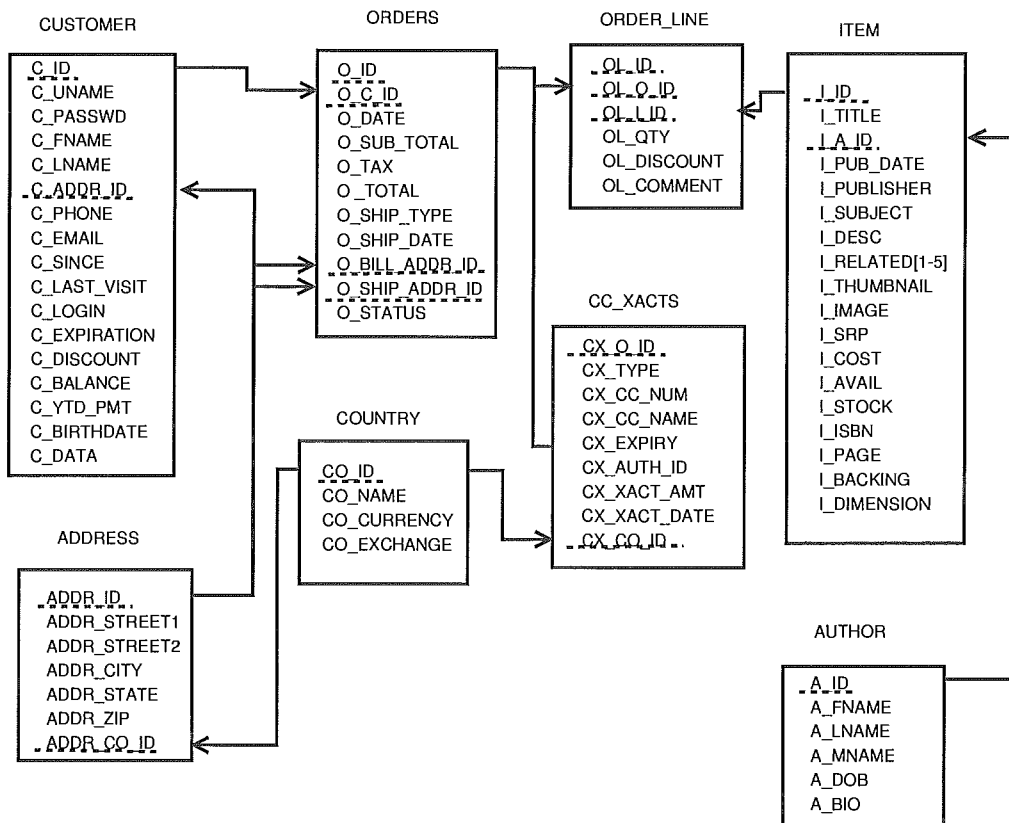 CUSTOMER
C_ID
C_UNAME
C_PASSWD
C_FNAME
C_LNAME
C_ADDR_ID
C_PHONE
C_EMAIL
C_SINCE
C_LAST_VISIT
C_LOGIN
C_EXPIRATION
C_DISCOUNT
C_BALANCE
C_YTD_PMT
C_BIRTHDATE
C_DATA
ORDERS
O_ID
O_C_ID
O_DATE
O_SUB_TOTAL
O_TAX
O_TOTAL
O_SHIP_TYPE
O_SHIP_DATE
O_BILL_ADDR_ID
O_SHIP_ADDR_ID
O_STATUS
ORDER_LINE
OL_ID
OL_O_ID
OL_I_ID
OL_QTY
OL_DISCOUNT
OL_COMMENT
ITEM
I_ID
I_TITLE
I_A_ID
I_PUB_DATE
I_PUBLISHER
I_SUBJECT
I_DESC
I_RELATED[1-5]
I_THUMBNAIL
I_IMAGE
I_SRP
I_COST
I_AVAIL
I_STOCK
I_ISBN
I_PAGE
I_BACKING
I_DIMENSION
CC_XACTS
CX_O_ID
CX_TYPE
CX_CC_NUM
CX_CC_NAME
CX_EXPIRY
CX_AUTH_ID
CX_XACT_AMT
CX_XACT_DATE
CX_CO_ID
COUNTRY
CO_ID
CO_NAME
CO_CURRENCY
CO_EXCHANGE
ADDRESS
ADDR_ID
ADDR_STREET1
ADDR_STREET2
ADDR_CITY
ADDR_STATE
ADDR_ZIP
ADDR_CO_ID
AUTHOR
A_ID
A_FNAME
A_LNAME
A_MNAME
A_DOB
A_BIO